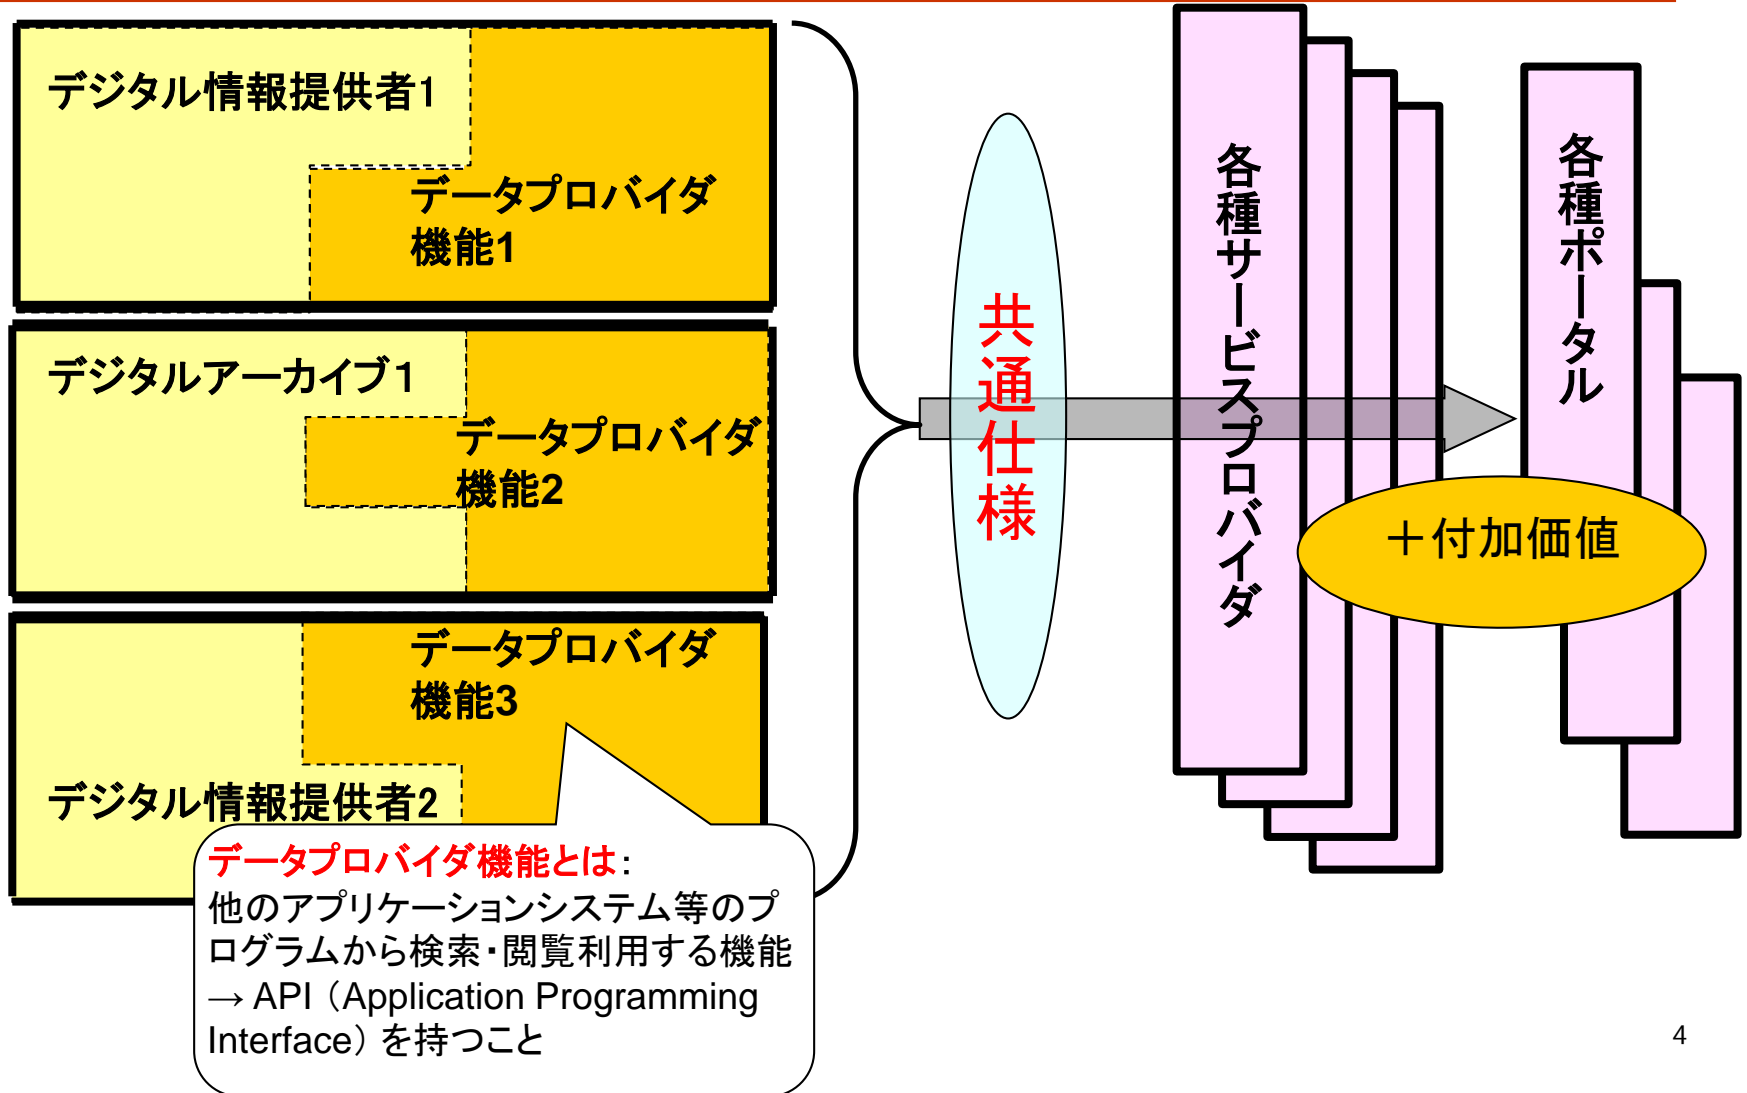 デジタル情報提供者1
データプロバイダ
機能1
デジタルアーカイブ1
データプロバイダ
機能2
データプロバイダ
機能3
デジタル情報提供者2
データプロバイダ機能とは:
他のアプリケーションシステム等のプ
ログラムから検索・閲覧利用する機能
→ API（Application Programming
Interface）を持つこと
共通仕様
各種サービスプロバイダ
各種ポータル
＋付加価値
4